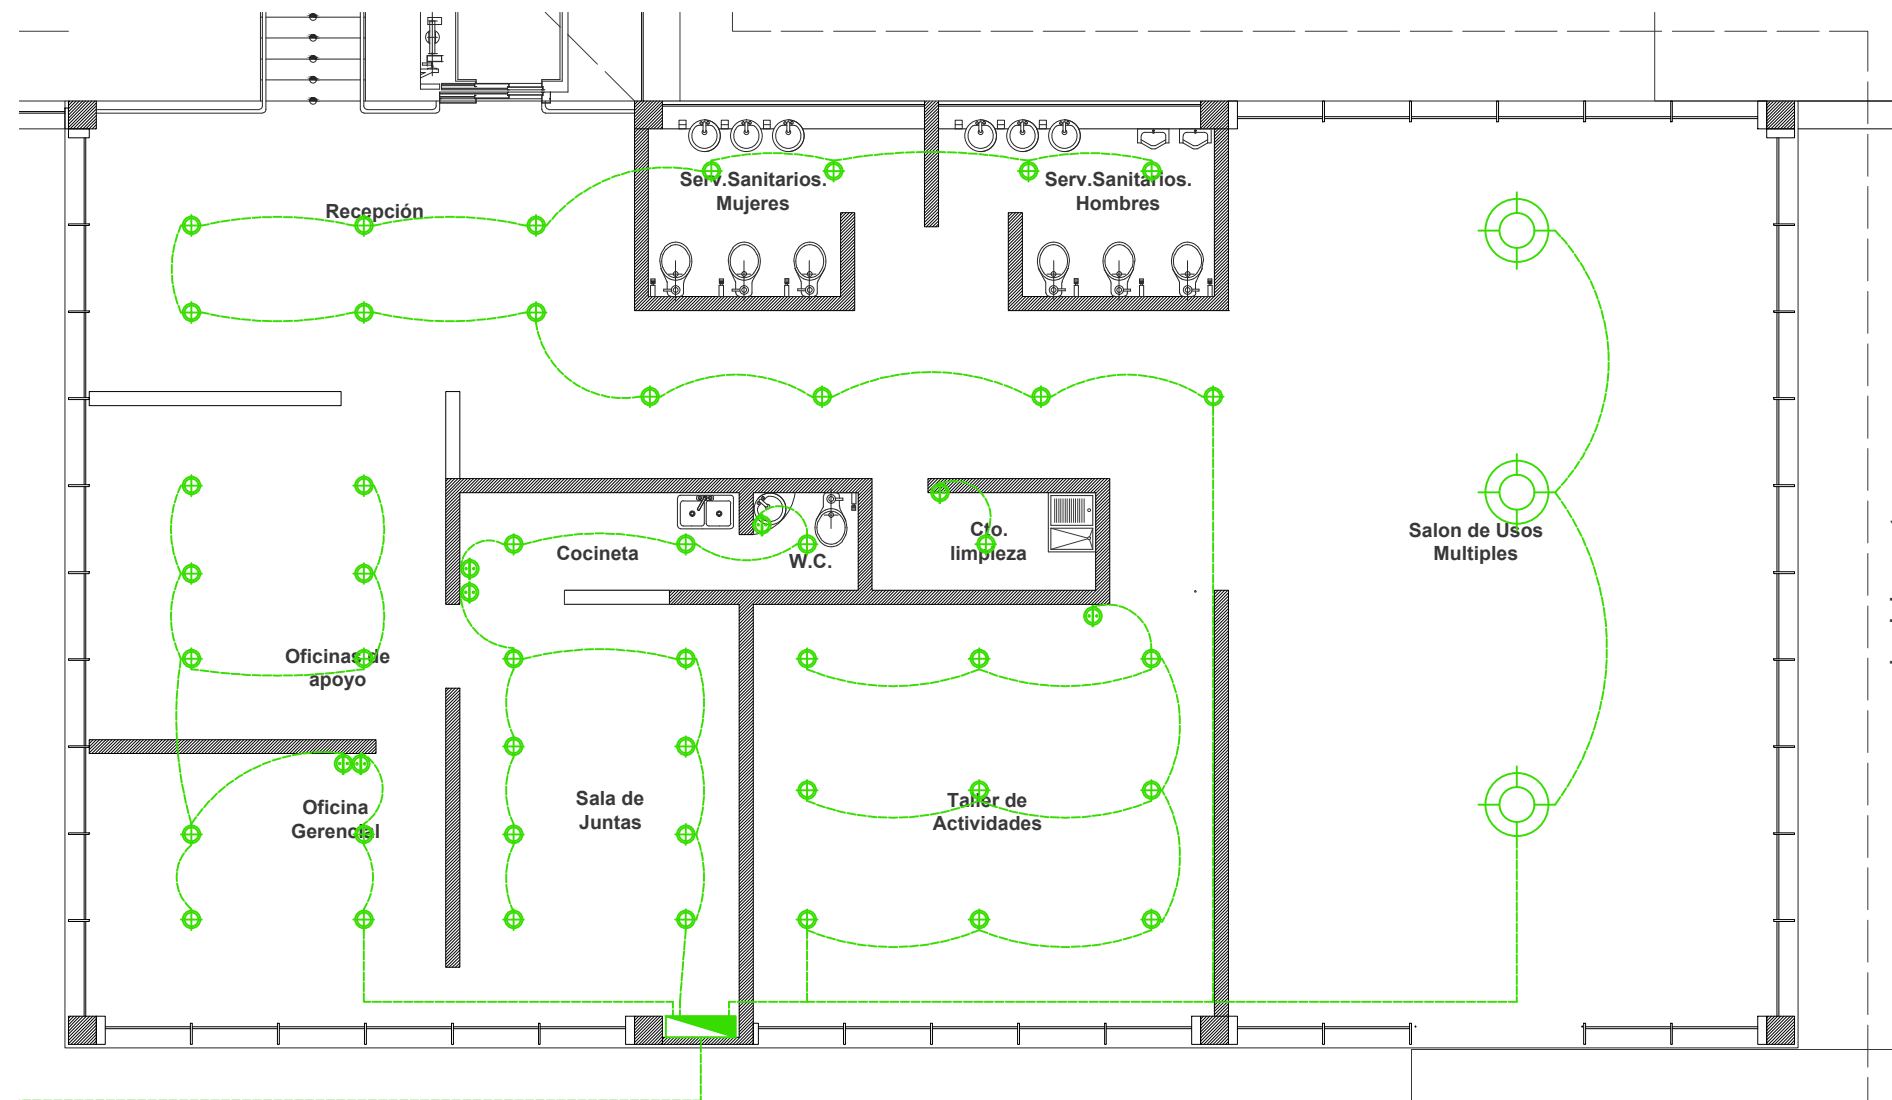 Serv.Sanitarios.
Mujeres
Serv.Sanitarios.
Hombres
Recepción
Cocineta
W.C.
Cto.
limpieza
Salon de Usos
Multiples
Oficinas de
apoyo
Oficina
Gerencial
Sala de
Juntas
Taller de
Actividades